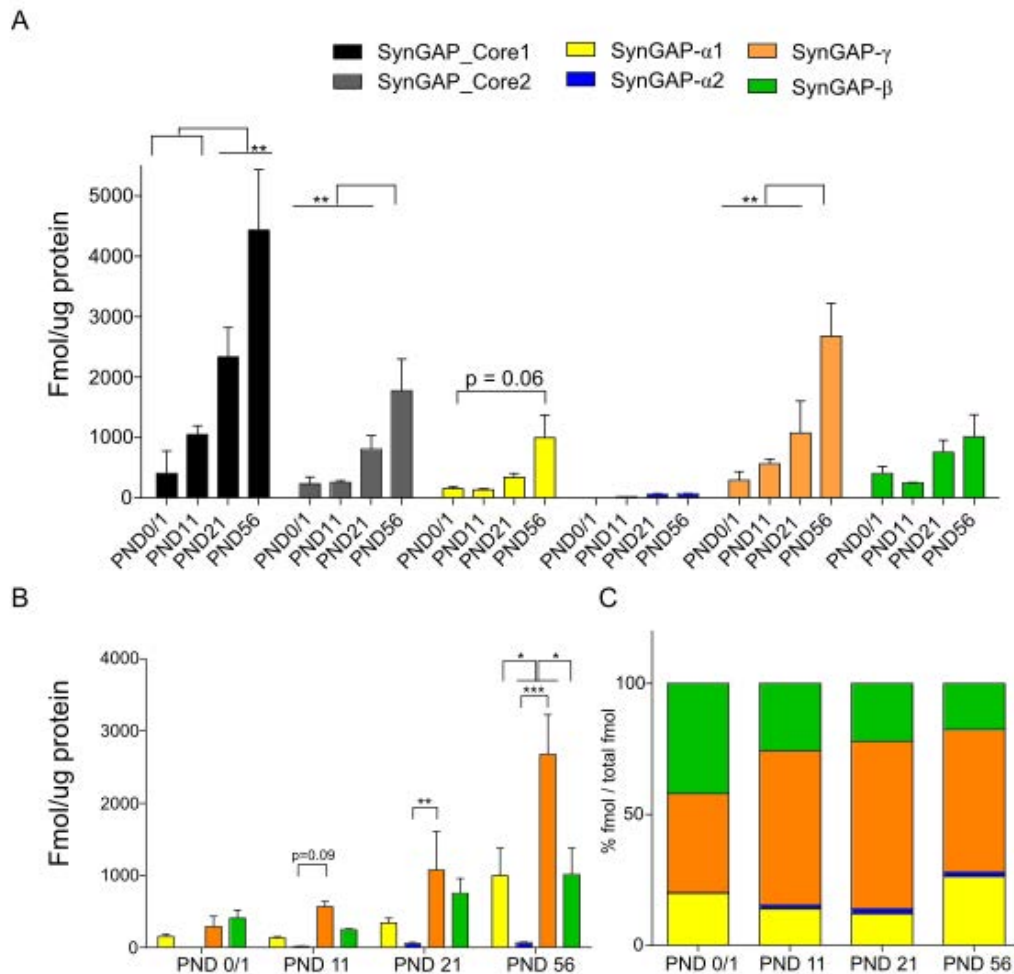 A
SynGAP_Core1
SynGAP-α1
SynGAP-γ
SynGAP_Core2
SynGAP-α2
SynGAP-β
**
**
**
p = 0.06
Fmol/ug protein
5000
4000
3000
2000
1000
0
PND0/1 PND11 PND21 PND56 PND0/1 PND11 PND21 PND56 PND0/1 PND11 PND21 PND56 PND0/1 PND11 PND21 PND56 PND0/1 PND11 PND21 PND56 PND0/1 PND11 PND21 PND56
B
Fmol/ug protein
4000
3000
2000
1000
0
p=0.09
**
* *
***
PND 0/1 PND 11 PND 21 PND 56
C
% fmol / total fmol
100
50
0
PND 0/1 PND 11 PND 21 PND 56